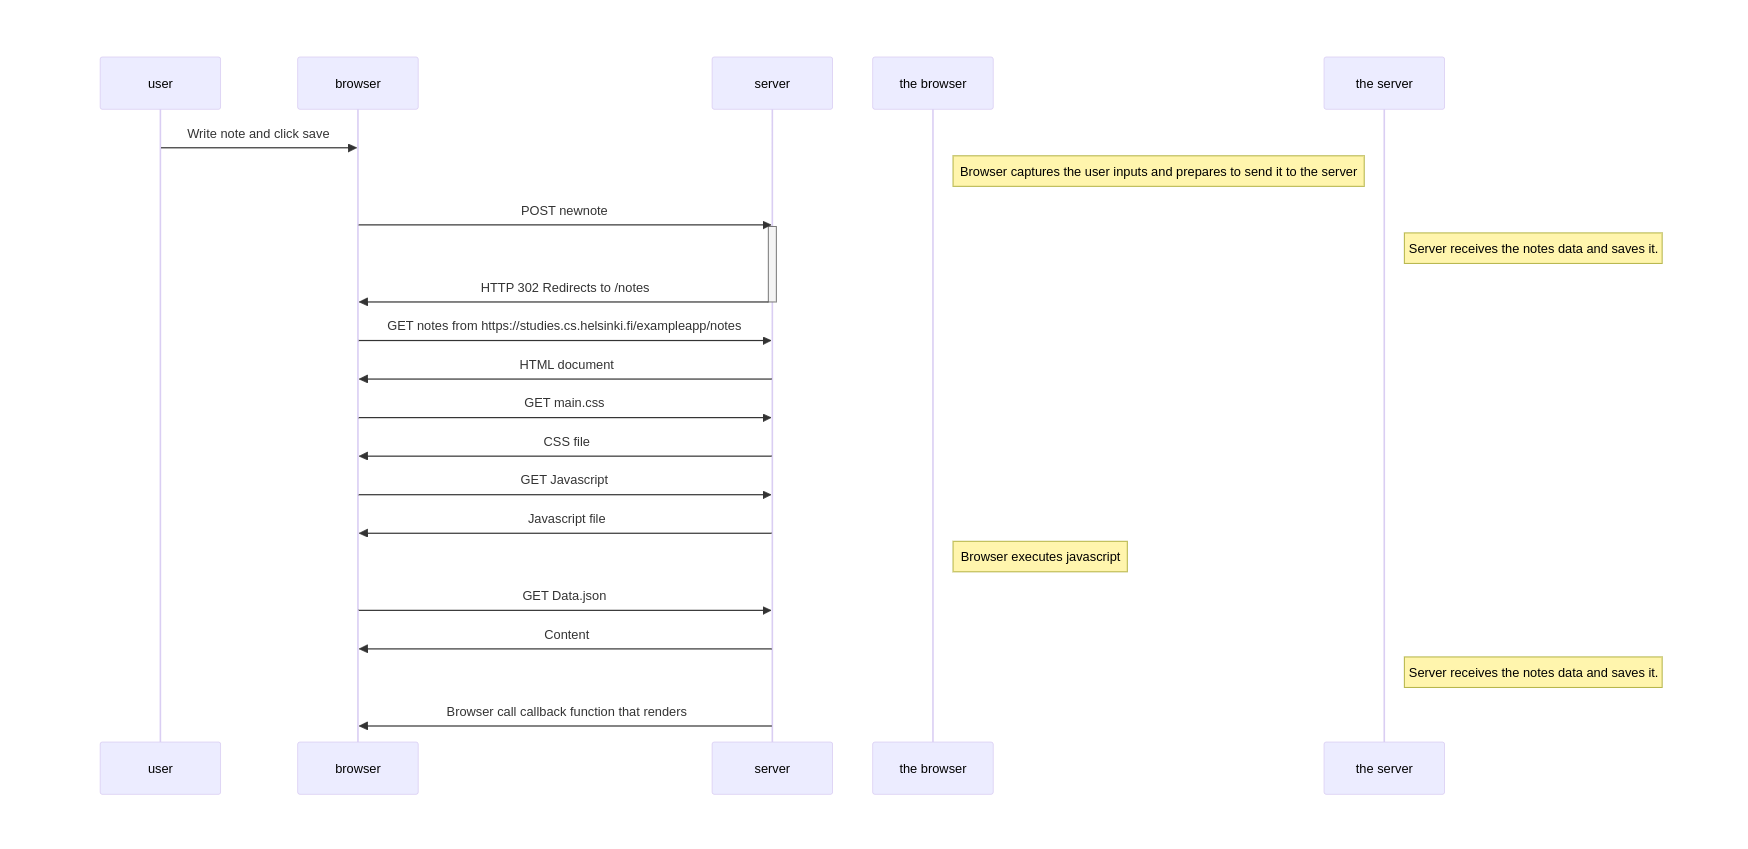 user
browser
server
the browser
the server
Write note and click save
Browser captures the user inputs and prepares to send it to the server
POST newnote
Server receives the notes data and saves it.
HTTP 302 Redirects to /notes
GET notes from https://studies.cs.helsinki.fi/exampleapp/notes
HTML document
GET main.css
CSS file
GET Javascript
Javascript file
Browser executes javascript
GET Data.json
Content
Server receives the notes data and saves it.
Browser call callback function that renders
user
browser
server
the browser
the server